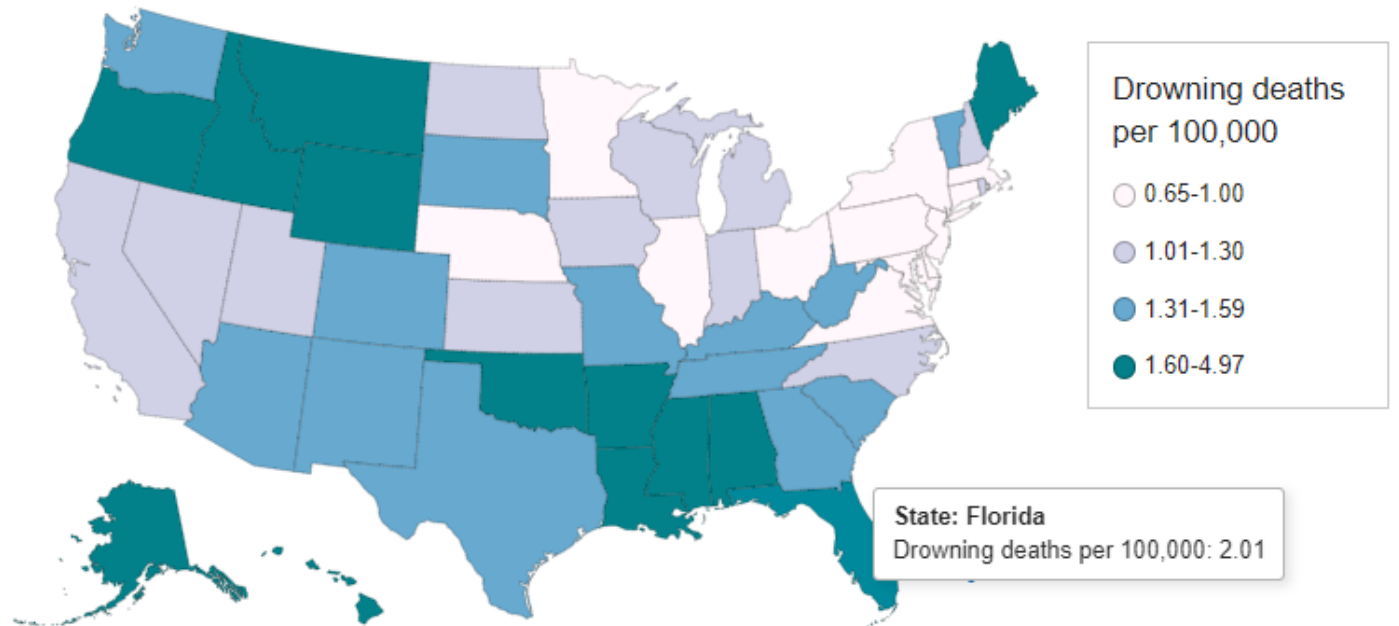 Drowning deaths
per 100,000
0.65-1.00
1.01-1.30
1.31-1.59
1.60-4.97
State: Florida
Drowning deaths per 100,000: 2.01